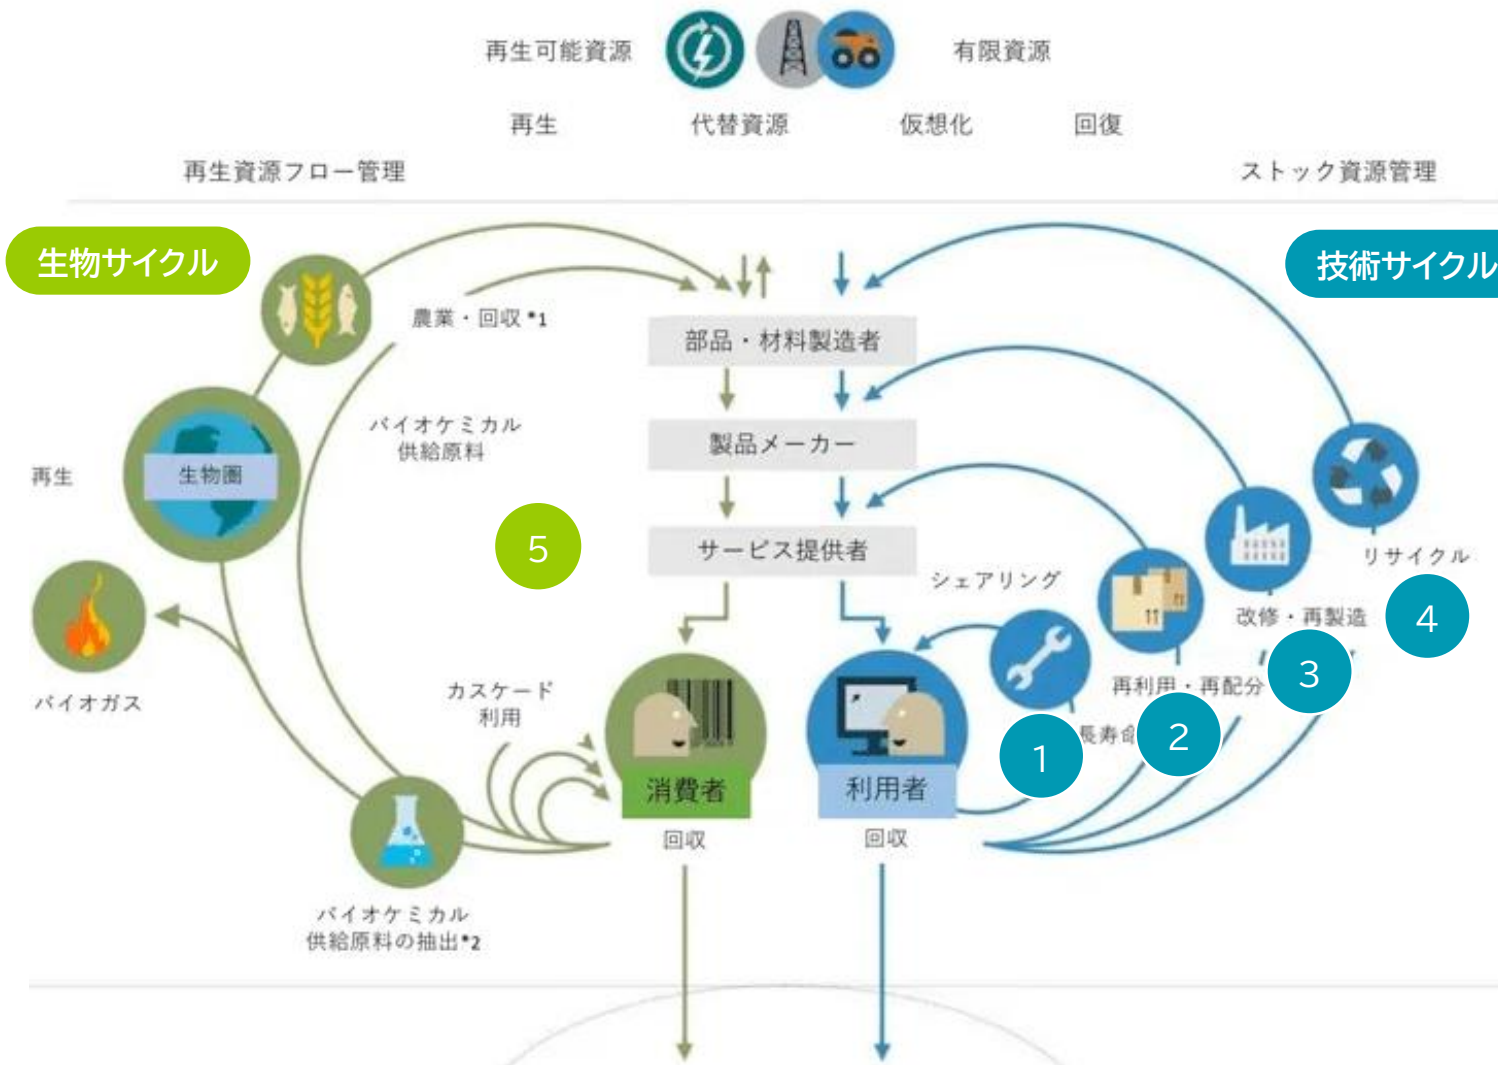 再生可能資源
有限資源
再生
代替資源
仮想化
回復
再生資源フロー管理
ストック資源管理
生物サイクル
技術サイクル
農業・回収 *1
部品・材料製造者
バイオケミカル
供給原料
製品メーカー
再生
生物圏
5
サービス提供者
シェアリング
リサイクル
改修・再製造
4
3
再利用・再配分
2
長寿命
1
バイオガス
カスケード
利用
消費者
利用者
回収
回収
バイオケミカル
供給原料の抽出*2